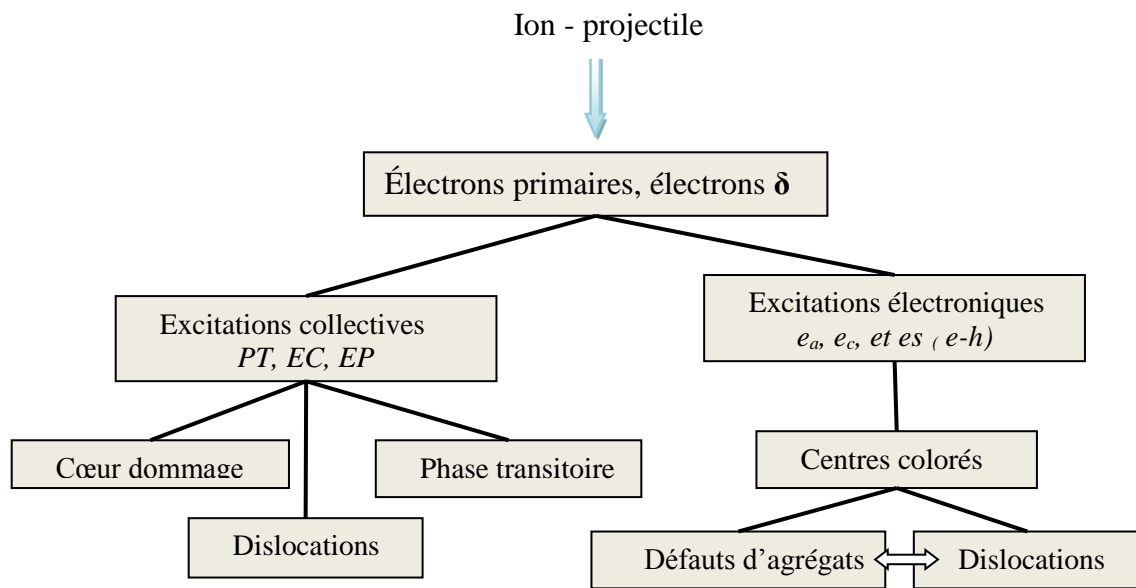 Ion - projectile
Électrons primaires, électrons δ
Excitations collectives
PT, EC, EP
Excitations électroniques
eₐ, e꜀, et es ( e-h)
Cœur dommage
Phase transitoire
Centres colorés
Dislocations
Défauts d’agrégats
Dislocations